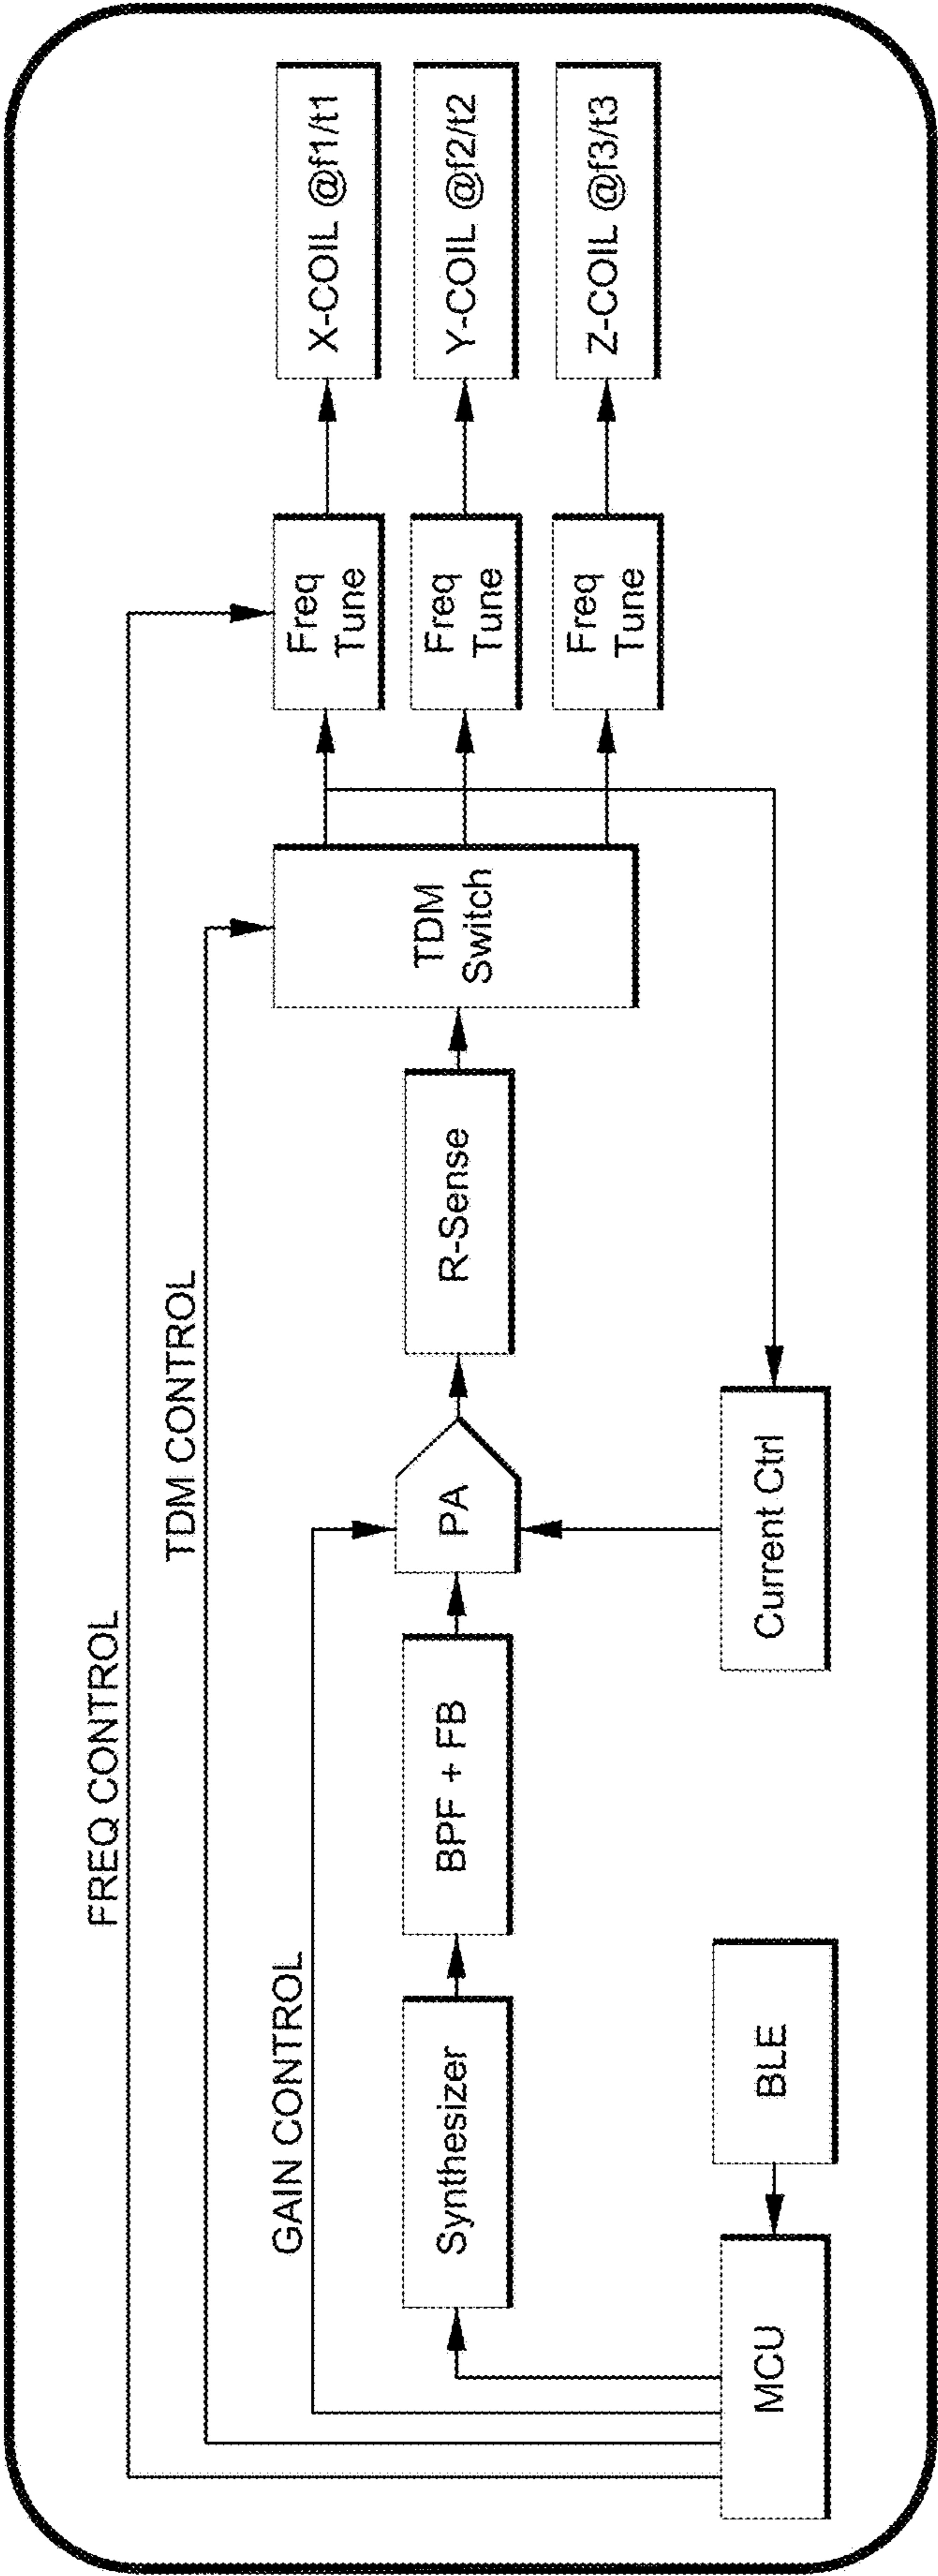 FREQ CONTROL
TDM CONTROL
GAIN CONTROL
Synthesizer
BPF + FB
PA
R-Sense
TDM
Switch
Freq
Tune
X-COIL @f1/t1
Freq
Tune
Y-COIL @f2/t2
Freq
Tune
Z-COIL @f3/t3
MCU
BLE
Current Ctrl